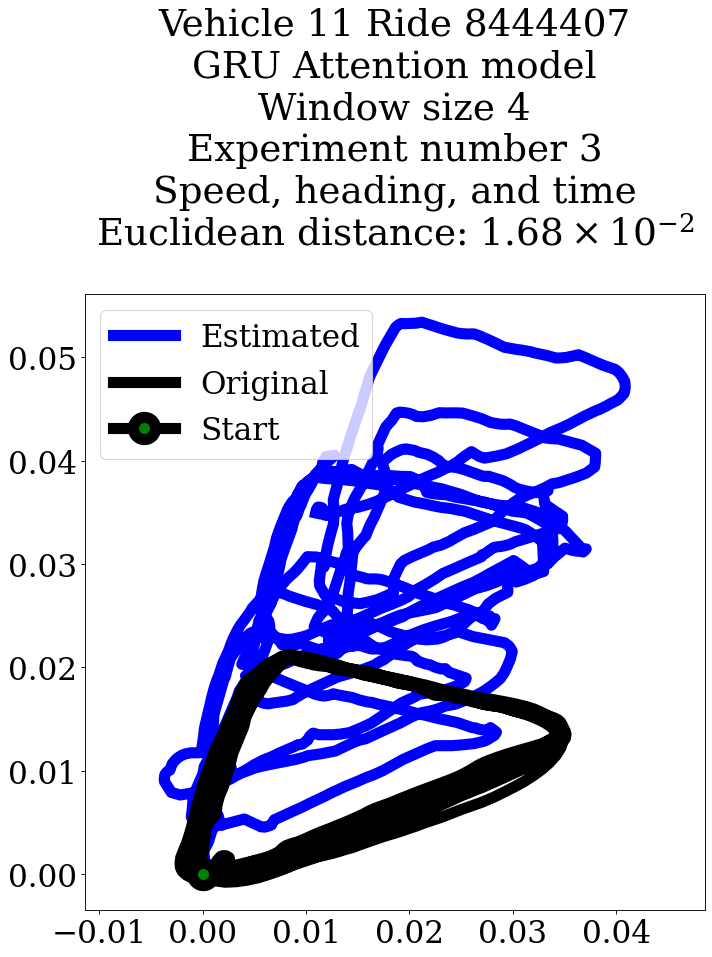 Vehicle 11 Ride 8444407
GRU Attention model
Window size 4
Experiment number 3
Speed, heading, and time
Euclidean distance: 1.68 × 10⁻²
Estimated
Original
Start
0.05
0.04
0.03
0.02
0.01
0.00
−0.01 0.00 0.01 0.02 0.03 0.04